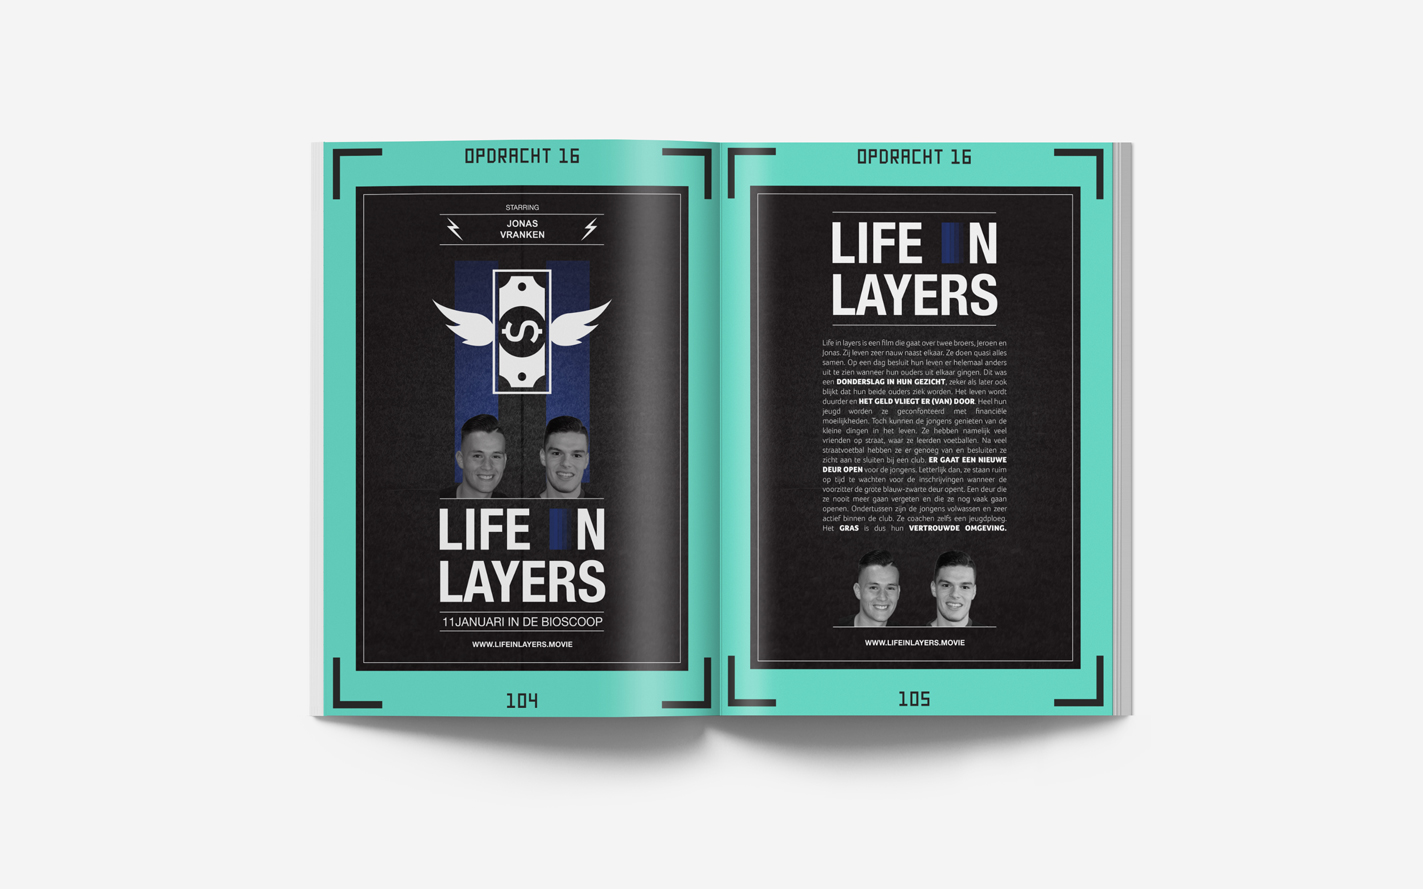 OPDRACHT 16
STARRING
JONAS
VRANKEN
$
LIFE IN
LAYERS
11JANUARI IN DE BIOSCOOP
WWW.LIFEINLAYERS.MOVIE
104
OPDRACHT 16
LIFE IN
LAYERS
Life in layers is een film die gaat over twee broers, Jeroen en
Jonas. Zij leven zeer nauw naast elkaar. Ze doen quasi alles
samen. Op een dag besluit hun leven er helemaal anders
uit te zien wanneer hun ouders uit elkaar gingen. Dit was
een DONDERSLAG IN HUN GEZICHT, zeker als later ook
blijkt dat hun beide ouders ziek worden. Het leven wordt
duurder en HET GELD VLIEGT ER (VAN) DOOR. Heel hun
jeugd worden ze geconfonteerd met financiële
moeilijkheden. Toch kunnen de jongens genieten van de
kleine dingen in het leven. Ze hebben namelijk veel
vrienden op straat, waar ze leerden voetballen. Na veel
straatvoetbal hebben ze er genoeg van en besluiten ze
zicht aan te sluiten bij een club. ER GAAT EEN NIEUWE
DEUR OPEN voor de jongens. Letterlijk dan, ze staan ruim
op tijd te wachten voor de inschrijvingen wanneer de
voorzitter de grote blauw-zwarte deur opent. Een deur die
ze nooit meer gaan vergeten en die ze nog vaak gaan
openen. Ondertussen zijn de jongens volwassen en zeer
actief binnen de club. Ze coachen zelfs een jeugdploeg.
Het GRAS is dus hun VERTROUWDE OMGEVING.
WWW.LIFEINLAYERS.MOVIE
105